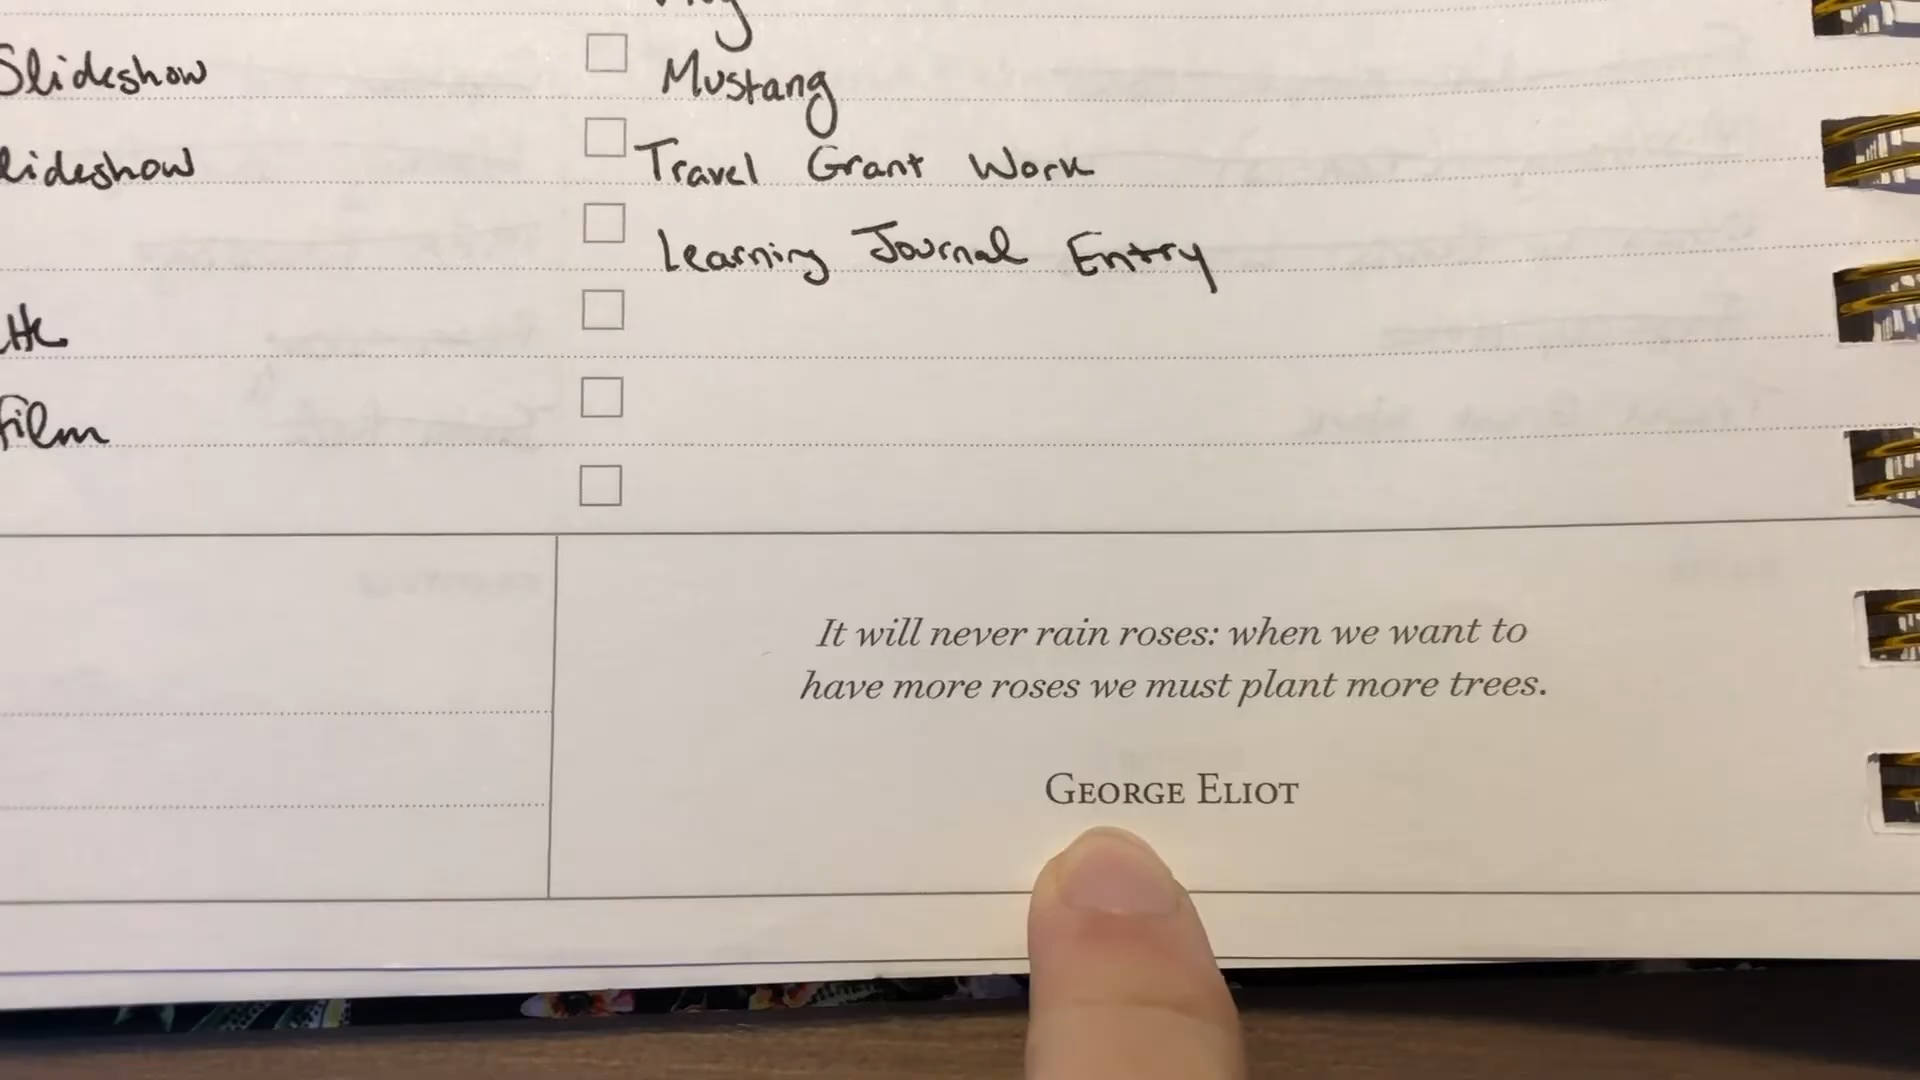 Slideshow
Mustang
Travel Grant Work
Learning Journal Entry
Film
It will never rain roses: when we want to
have more roses we must plant more trees.
GEORGE ELIOT